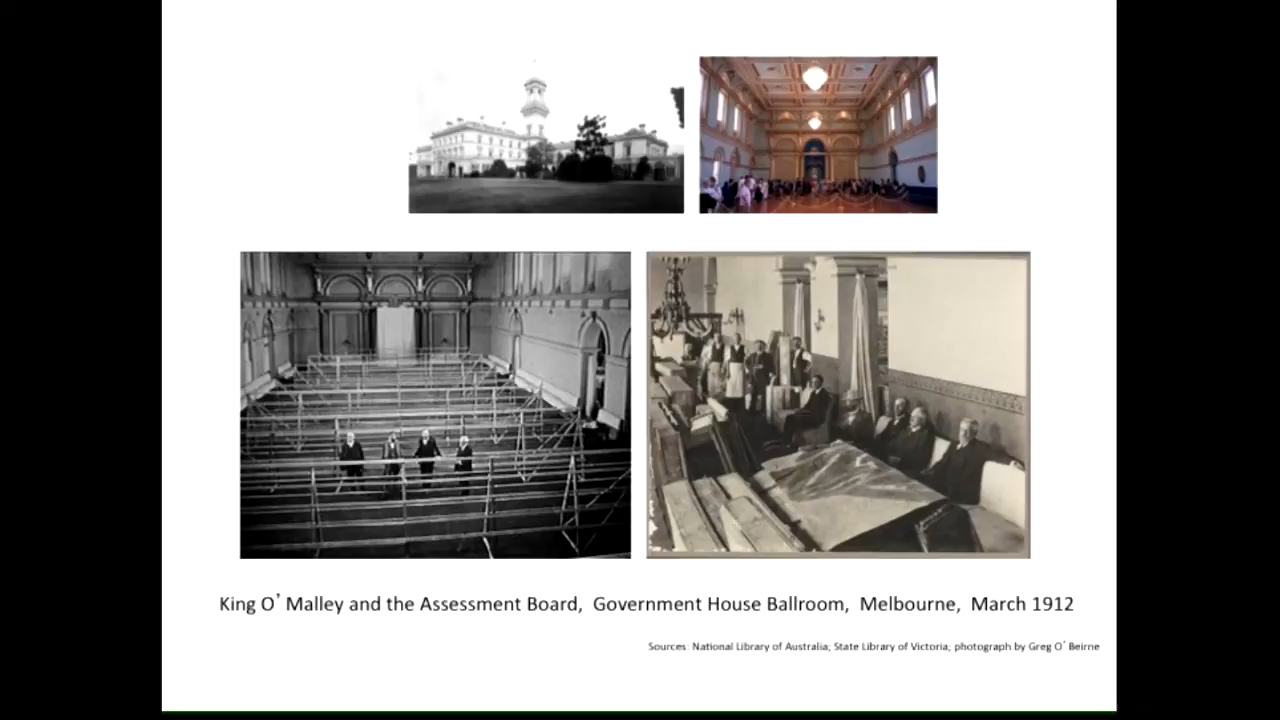 King O' Malley and the Assessment Board,  Government House Ballroom,  Melbourne,  March 1912
Sources: National Library of Australia; State Library of Victoria; photograph by Greg O' Beirne